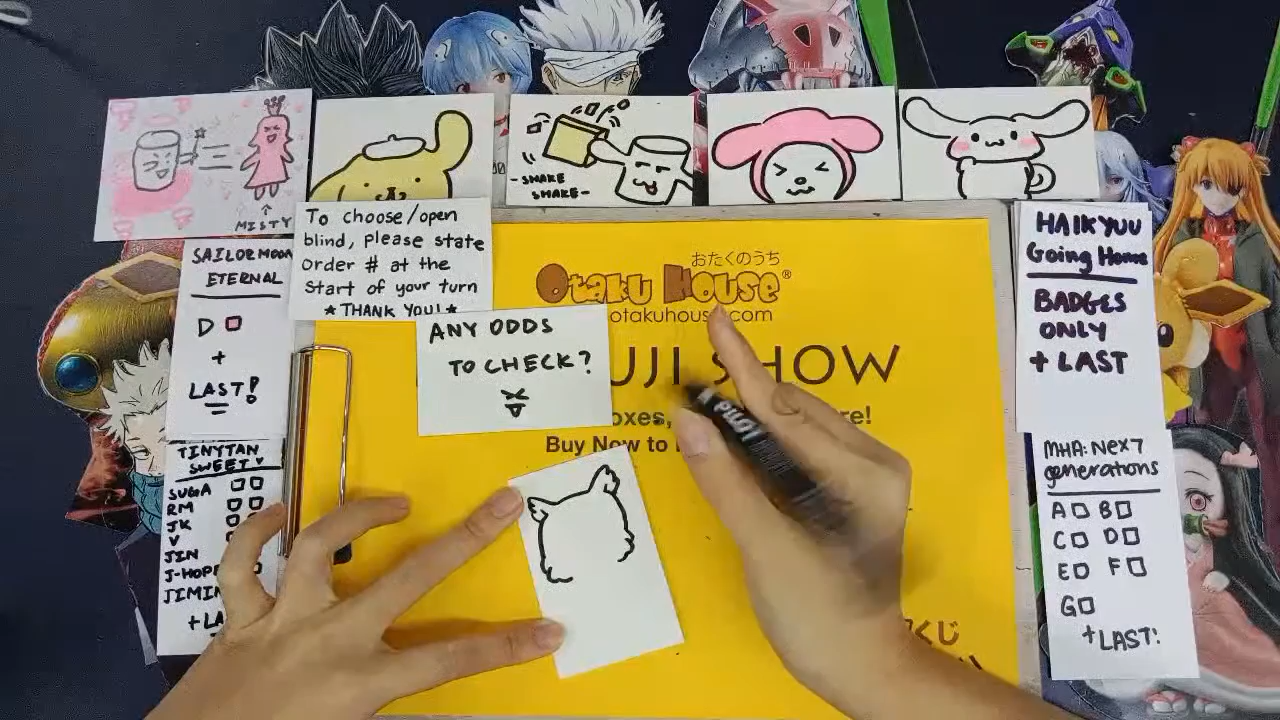 MISTY
-SHAKE
SHAKE-
SAILORMOON
ETERNAL
D
+
LAST!
To choose/open
blind, please state
Order # at the
Start of your turn
★THANK YOU!★
ANY ODDS
TO CHECK?
おたくのうち
Otaku House®
otakuhouse.com
SHOW
Buy Now to
PILOT
TINYTAN
SWEET
SUGA
RM
JK
V
JIN
J-HOPE
JIMIN
HAIKYUU
Going Home
BADGES
ONLY
+ LAST
MHA: Next
generations
A B
C D
E F
G
+LAST!
くじ